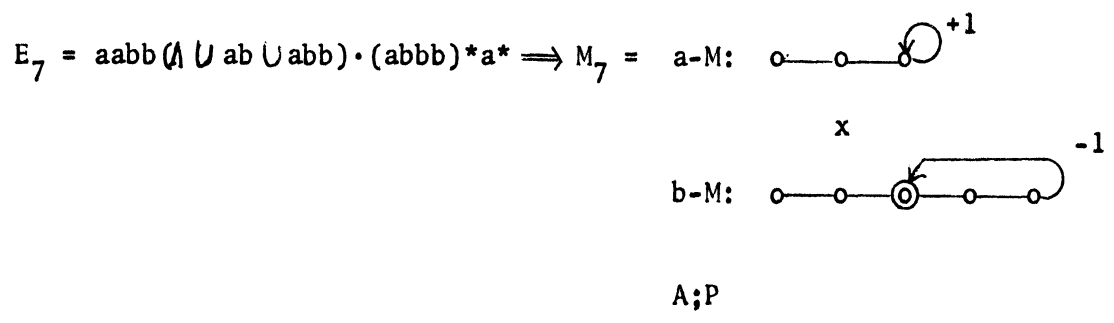 E₇ = aabb(Λ ∪ ab ∪ abb)·(abbb)*a* ⟹ M₇ = a-M: +1
x
b-M: -1
A;P